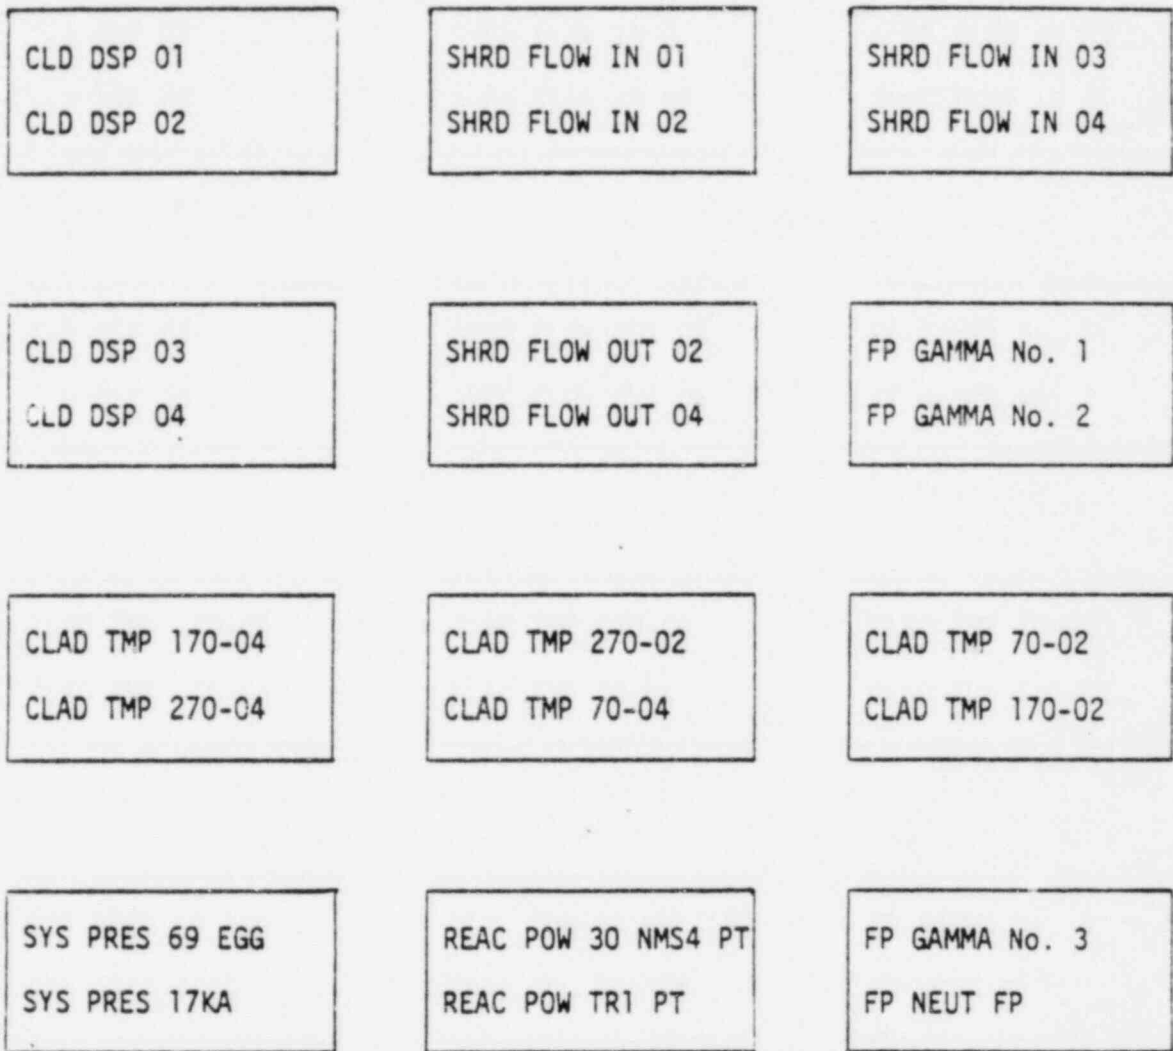 CLD DSP 01
CLD DSP 02
SHRD FLOW IN 01
SHRD FLOW IN 02
SHRD FLOW IN 03
SHRD FLOW IN 04
CLD DSP 03
CLD DSP 04
SHRD FLOW OUT 02
SHRD FLOW OUT 04
FP GAMMA No. 1
FP GAMMA No. 2
CLAD TMP 170-04
CLAD TMP 270-04
CLAD TMP 270-02
CLAD TMP 70-04
CLAD TMP 70-02
CLAD TMP 170-02
SYS PRES 69 EGG
SYS PRES 17KA
REAC POW 30 NMS4 PT
REAC POW TR1 PT
FP GAMMA No. 3
FP NEUT FP